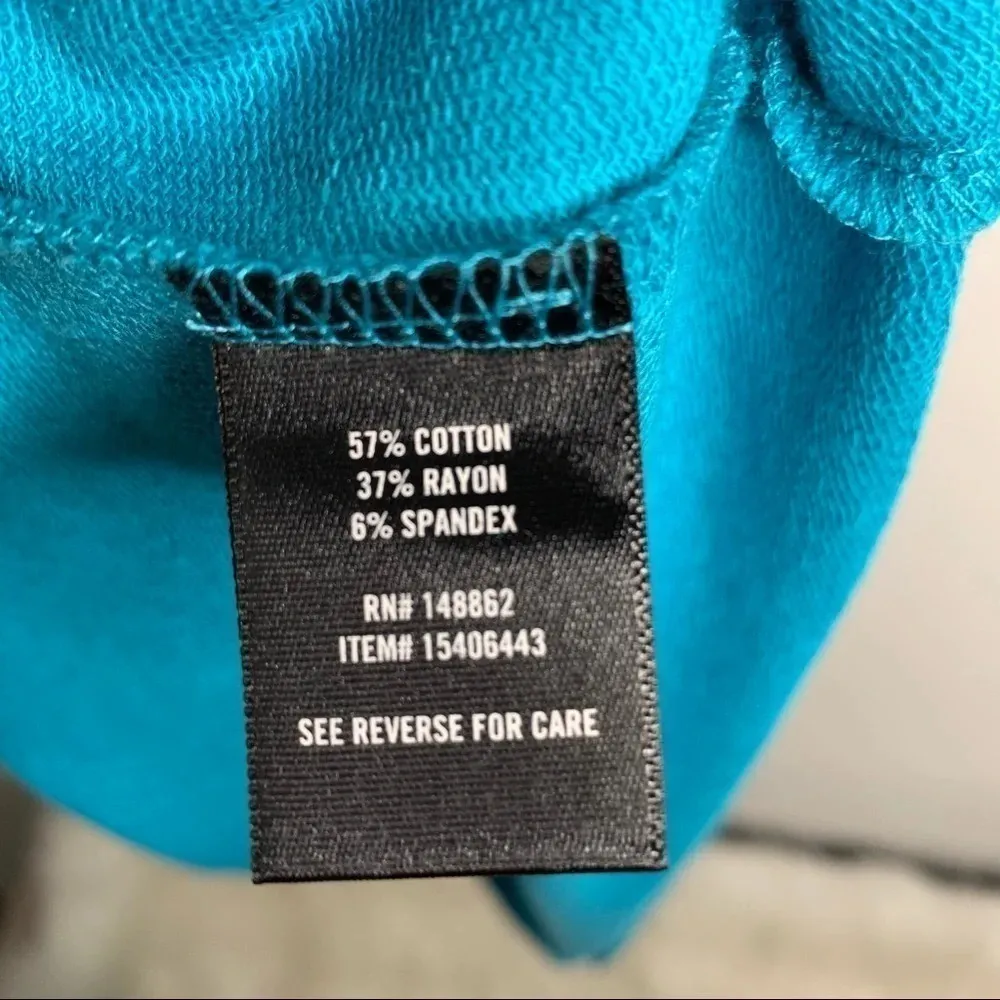 57% COTTON
37% RAYON
6% SPANDEX
RN# 148862
ITEM# 15406443
SEE REVERSE FOR CARE